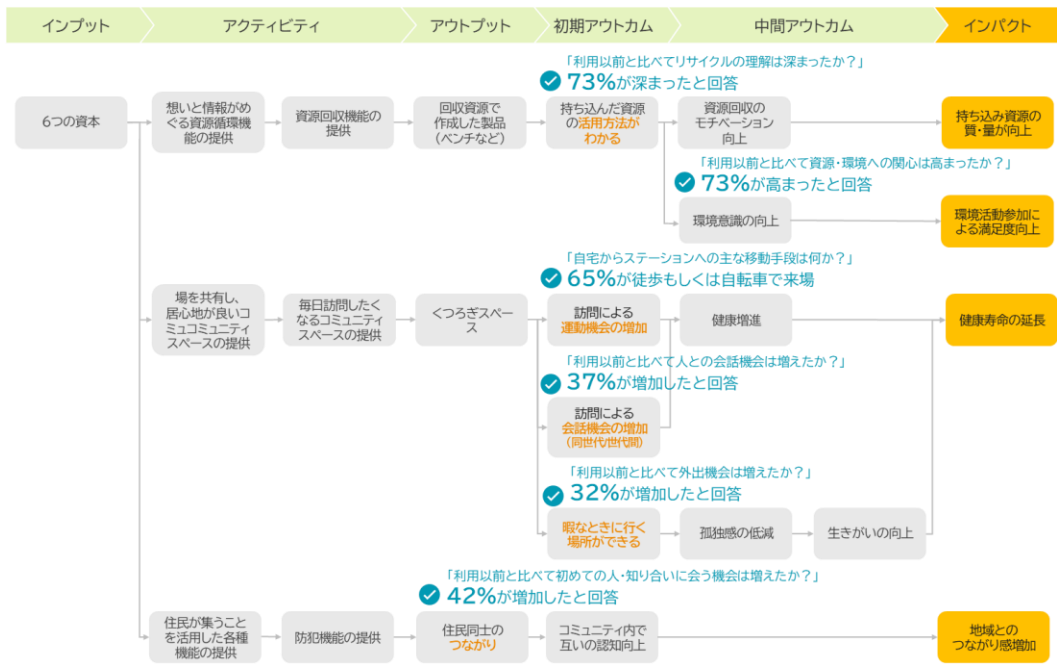 インプット
アクティビティ
アウトプット
初期アウトカム
中間アウトカム
インパクト
「利用以前と比べてリサイクルの理解は深まったか？」
73%が深まったと回答
6つの資本
想いと情報がめ
ぐる資源循環機
能の提供
資源回収機能の
提供
回収資源で
作成した製品
（ベンチなど）
持ち込んだ資源
の活用方法が
わかる
資源回収の
モチベーション
向上
持ち込み資源の
質・量が向上
「利用以前と比べて資源・環境への関心は高まったか？」
73%が高まったと回答
環境意識の向上
環境活動参加に
よる満足度向上
「自宅からステーションへの主な移動手段は何か？」
65%が徒歩もしくは自転車で来場
場を共有し、
居心地が良いコ
ミュコミュニティ
スペースの提供
毎日訪問したく
なるコミュニティ
スペースの提供
くつろぎスペー
ス
訪問による
運動機会の増加
健康増進
健康寿命の延長
「利用以前と比べて人との会話機会は増えたか？」
37%が増加したと回答
訪問による
会話機会の増加
（同世代/世代間）
「利用以前と比べて外出機会は増えたか？」
32%が増加したと回答
暇なときに行く
場所ができる
孤独感の低減
生きがいの向上
「利用以前と比べて初めての人・知り合いに会う機会は増えたか？」
42%が増加したと回答
住民が集うこと
を活用した各種
機能の提供
防犯機能の提供
住民同士の
つながり
コミュニティ内で
互いの認知向上
地域との
つながり感増加